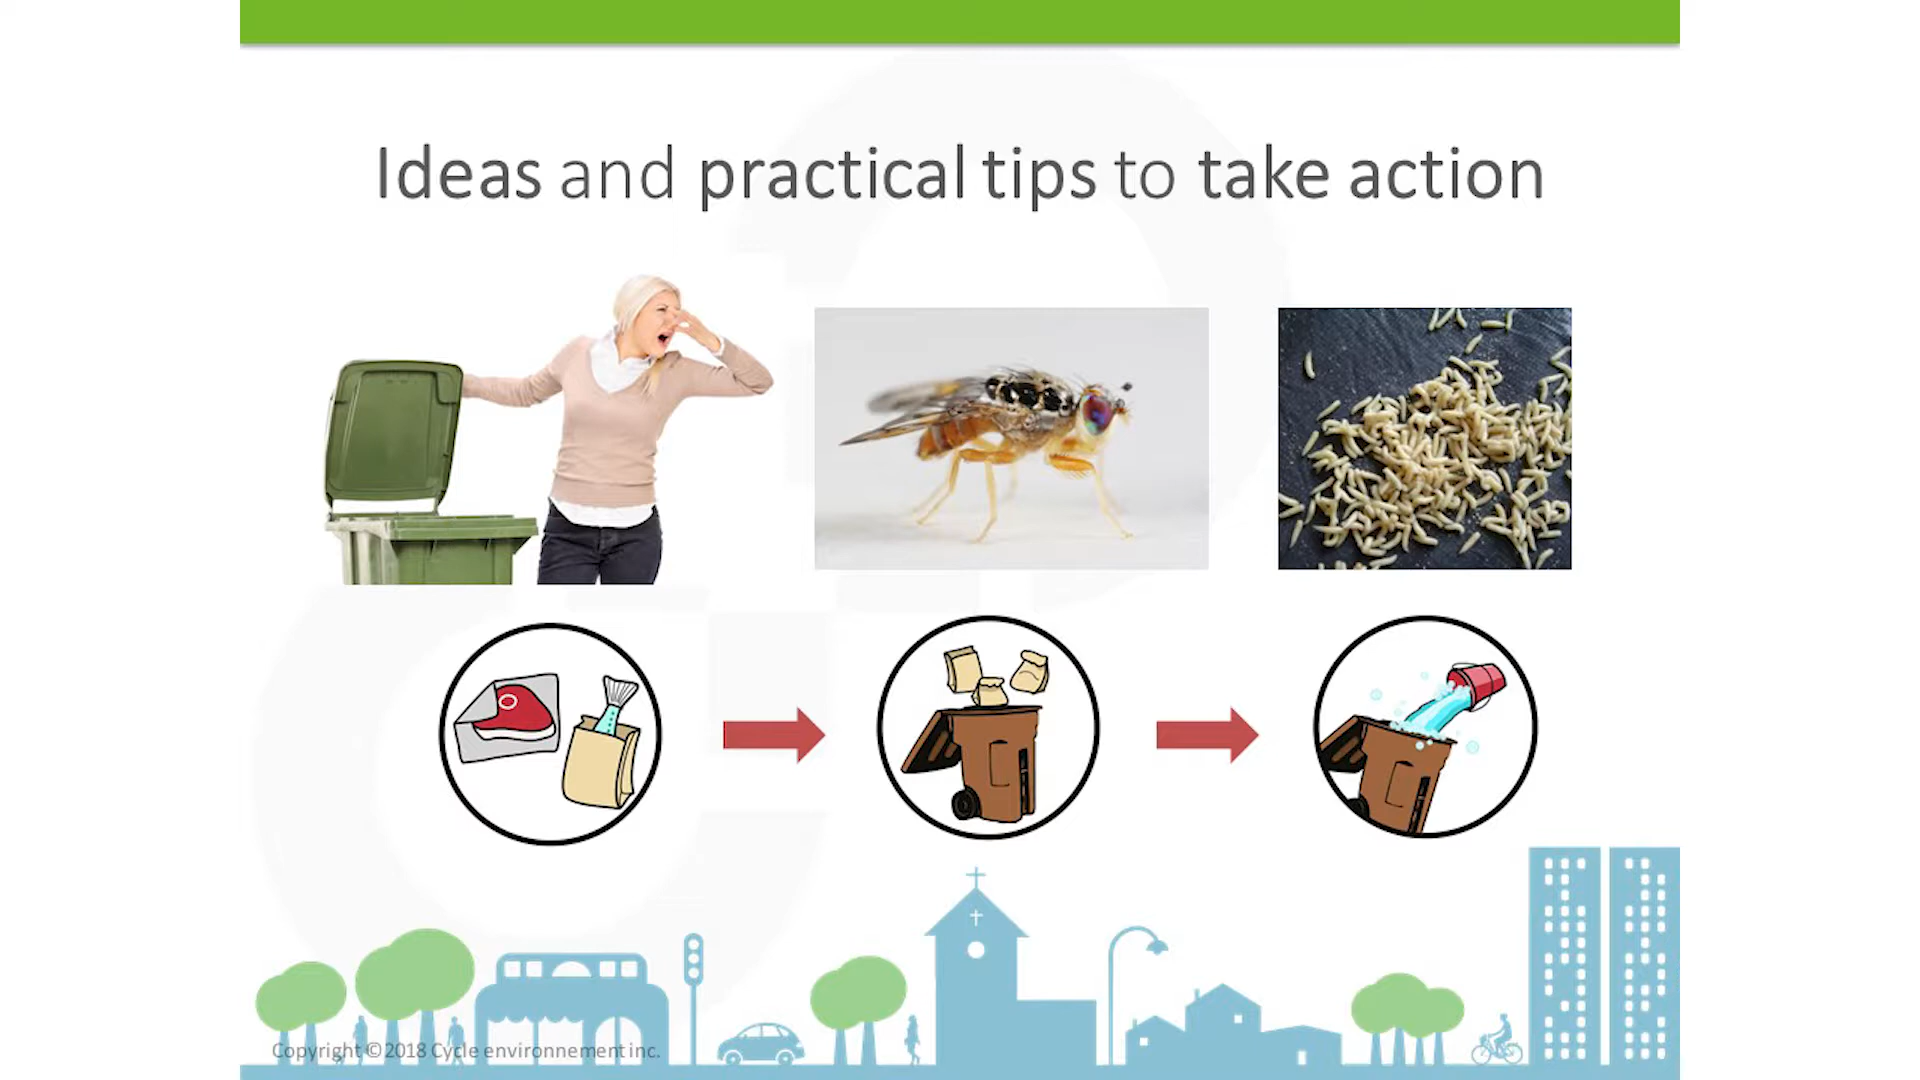 Ideas and practical tips to take action
Copyright ©2018 Cycle environnement inc.